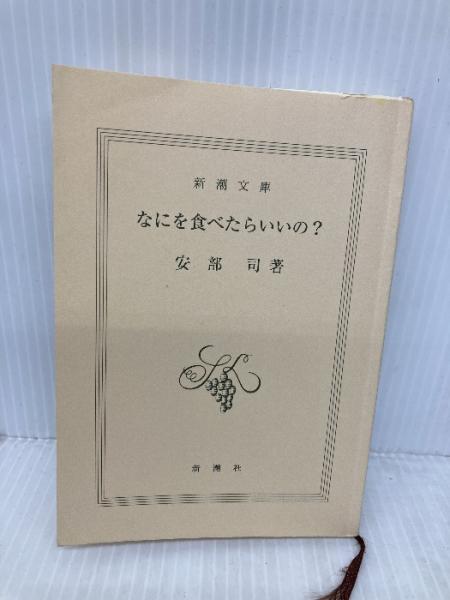 新潮文庫
なにを食べたらいいの?
安部 司著
新潮社